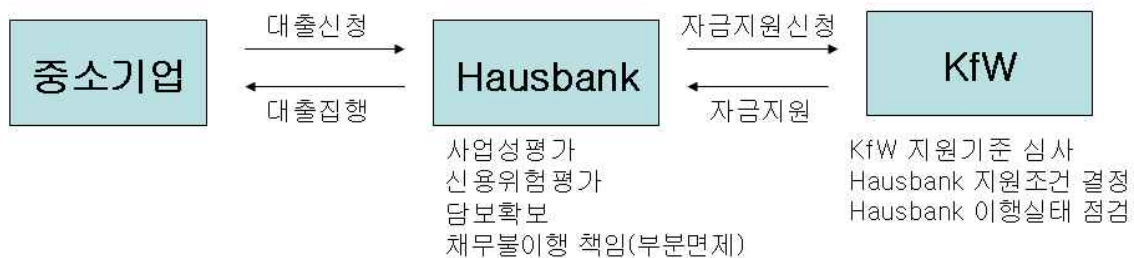 중소기업
대출신청
대출집행
Hausbank
사업성평가
신용위험평가
담보확보
채무불이행 책임(부분면제)
자금지원신청
자금지원
KfW
KfW 지원기준 심사
Hausbank 지원조건 결정
Hausbank 이행실태 점검